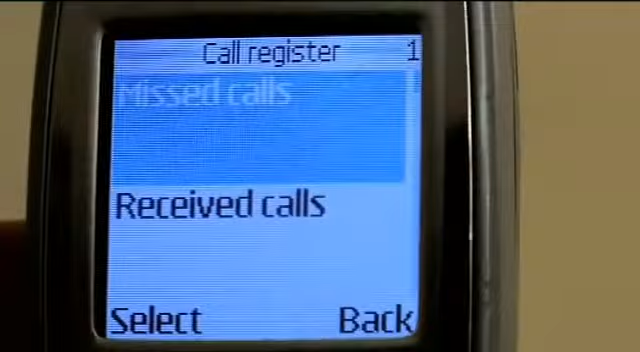 Call register 1
Missed calls
Received calls
Select Back